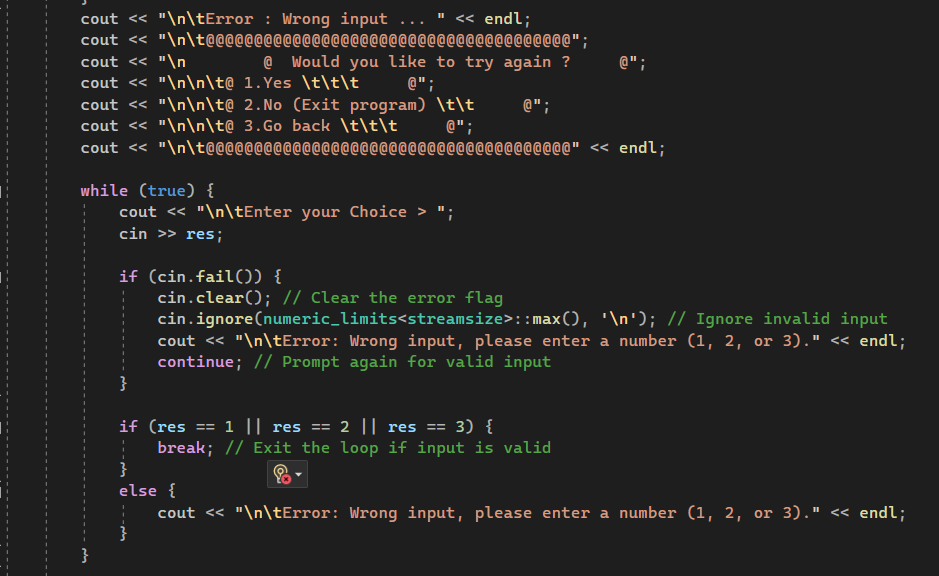 }
cout << "\n\tError : Wrong input ... " << endl;
cout << "\n\t@@@@@@@@@@@@@@@@@@@@@@@@@@@@@@@@@@@@@@";
cout << "\n        @  Would you like to try again ?     @";
cout << "\n\n\t@ 1.Yes \t\t\t     @";
cout << "\n\n\t@ 2.No (Exit program) \t\t     @";
cout << "\n\n\t@ 3.Go back \t\t\t     @";
cout << "\n\t@@@@@@@@@@@@@@@@@@@@@@@@@@@@@@@@@@@@@@" << endl;
while (true) {
cout << "\n\tEnter your Choice > ";
cin >> res;
if (cin.fail()) {
cin.clear(); // Clear the error flag
cin.ignore(numeric_limits<streamsize>::max(), '\n'); // Ignore invalid input
cout << "\n\tError: Wrong input, please enter a number (1, 2, or 3)." << endl;
continue; // Prompt again for valid input
}
if (res == 1 || res == 2 || res == 3) {
break; // Exit the loop if input is valid
}
else {
cout << "\n\tError: Wrong input, please enter a number (1, 2, or 3)." << endl;
}
}